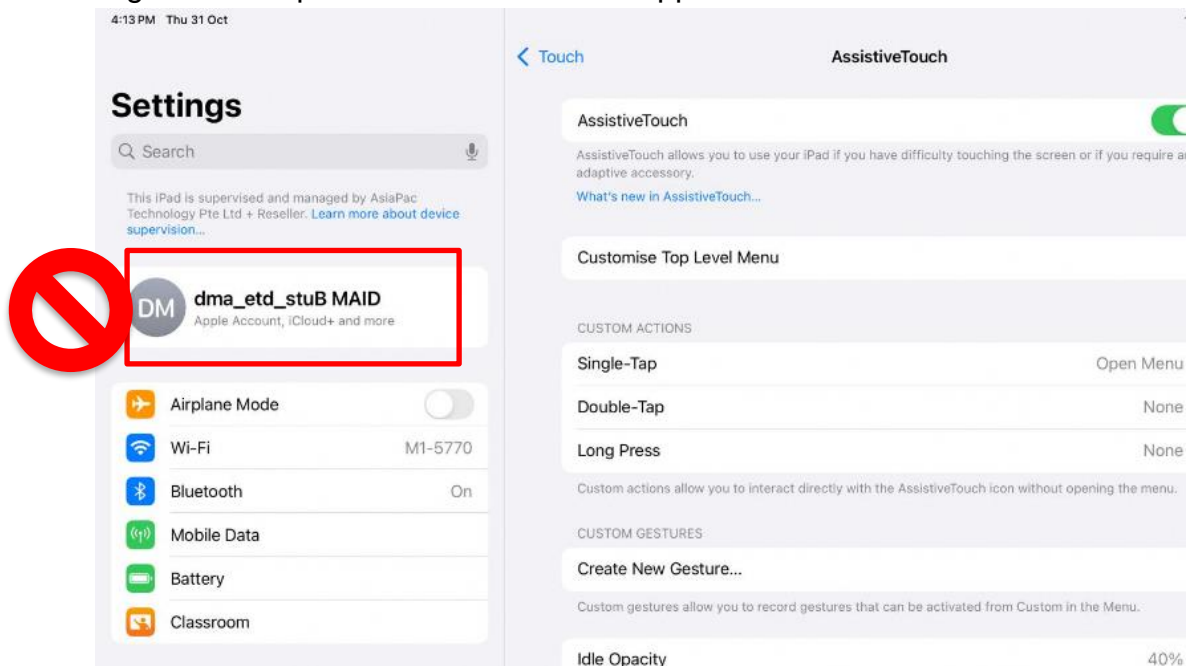 4:13 PM Thu 31 Oct
Touch
AssistiveTouch
Settings
Search
This iPad is supervised and managed by AsiaPac
Technology Pte Ltd + Reseller. Learn more about device
supervision...
DM
dma_etd_stuB MAID
Apple Account, iCloud+ and more
Airplane Mode
Wi-Fi M1-5770
Bluetooth On
Mobile Data
Battery
Classroom
AssistiveTouch
AssistiveTouch allows you to use your iPad if you have difficulty touching the screen or if you require
adaptive accessory.
What's new in AssistiveTouch...
Customise Top Level Menu
CUSTOM ACTIONS
Single-Tap Open Menu
Double-Tap None
Long Press None
Custom actions allow you to interact directly with the AssistiveTouch icon without opening the menu.
CUSTOM GESTURES
Create New Gesture...
Custom gestures allow you to record gestures that can be activated from Custom in the Menu.
Idle Opacity 40%